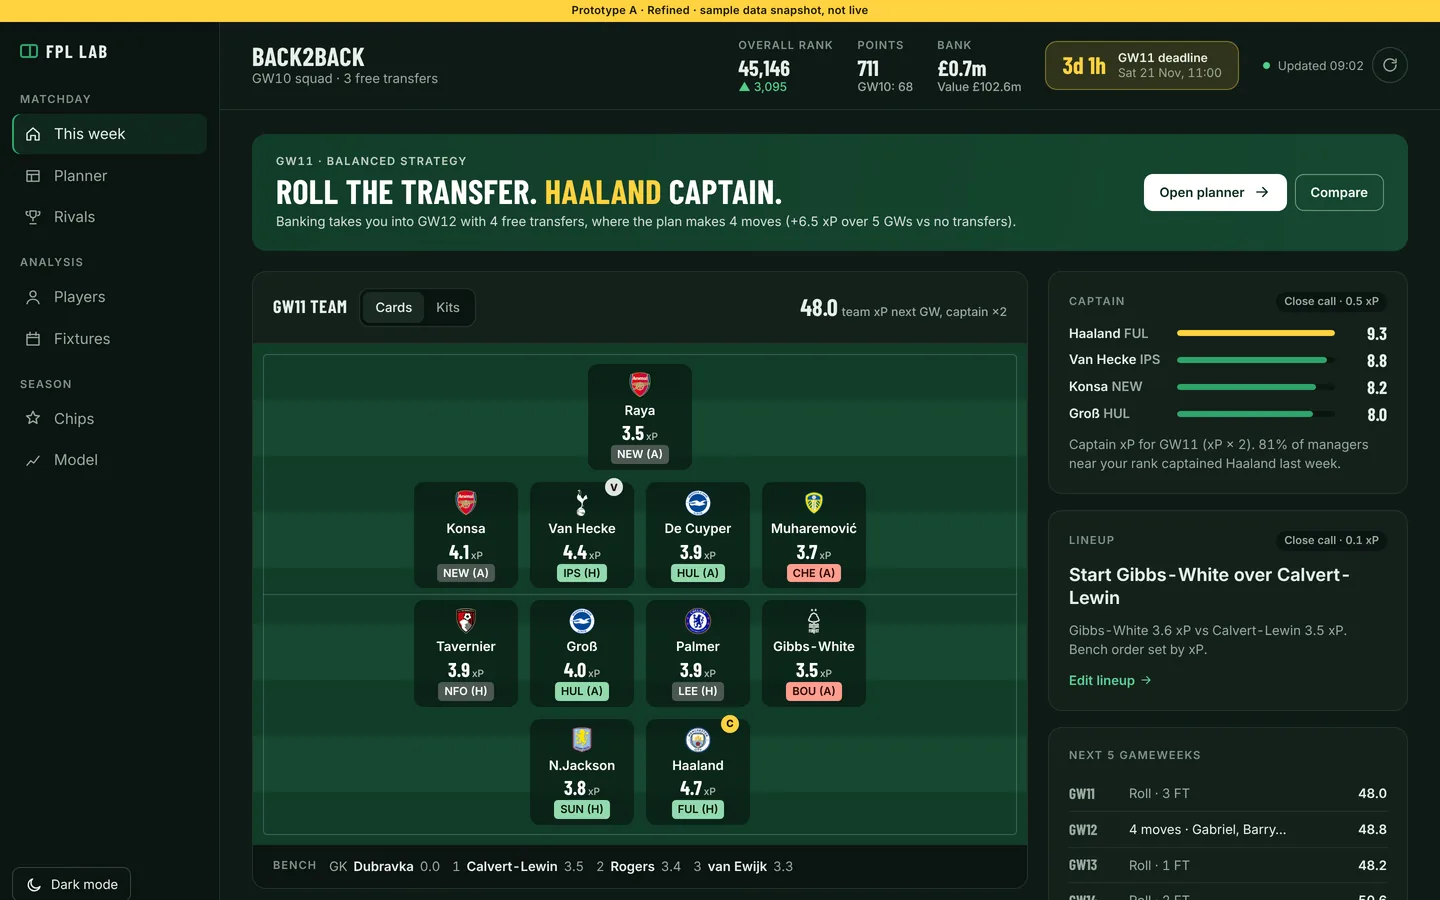 Prototype A · Refined · sample data snapshot, not live
FPL LAB
MATCHDAY
This week
Planner
Rivals
ANALYSIS
Players
Fixtures
SEASON
Chips
Model
Dark mode
BACK2BACK
GW10 squad · 3 free transfers
OVERALL RANK
45,146
▲ 3,095
POINTS
711
GW10: 68
BANK
£0.7m
Value £102.6m
3d 1h
GW11 deadline
Sat 21 Nov, 11:00
Updated 09:02
GW11 · BALANCED STRATEGY
ROLL THE TRANSFER. HAALAND CAPTAIN.
Banking takes you into GW12 with 4 free transfers, where the plan makes 4 moves (+6.5 xP over 5 GWs vs no transfers).
Open planner →
Compare
GW11 TEAM
Cards
Kits
48.0 team xP next GW, captain ×2
Raya
3.5 xP
NEW (A)
Konsa
4.1 xP
NEW (A)
V
Van Hecke
4.4 xP
IPS (H)
De Cuyper
3.9 xP
HUL (A)
Muharemović
3.7 xP
CHE (A)
Tavernier
3.9 xP
NFO (H)
Groß
4.0 xP
HUL (A)
Palmer
3.9 xP
LEE (H)
Gibbs-White
3.5 xP
BOU (A)
N.Jackson
3.8 xP
SUN (H)
C
Haaland
4.7 xP
FUL (H)
BENCH GK Dubravka 0.0 1 Calvert-Lewin 3.5 2 Rogers 3.4 3 van Ewijk 3.3
CAPTAIN
Close call · 0.5 xP
Haaland FUL 9.3
Van Hecke IPS 8.8
Konsa NEW 8.2
Groß HUL 8.0
Captain xP for GW11 (xP × 2). 81% of managers
near your rank captained Haaland last week.
LINEUP
Close call · 0.1 xP
Start Gibbs-White over Calvert-
Lewin
Gibbs-White 3.6 xP vs Calvert-Lewin 3.5 xP.
Bench order set by xP.
Edit lineup →
NEXT 5 GAMEWEEKS
GW11 Roll · 3 FT 48.0
GW12 4 moves · Gabriel, Barry... 48.8
GW13 Roll · 1 FT 48.2